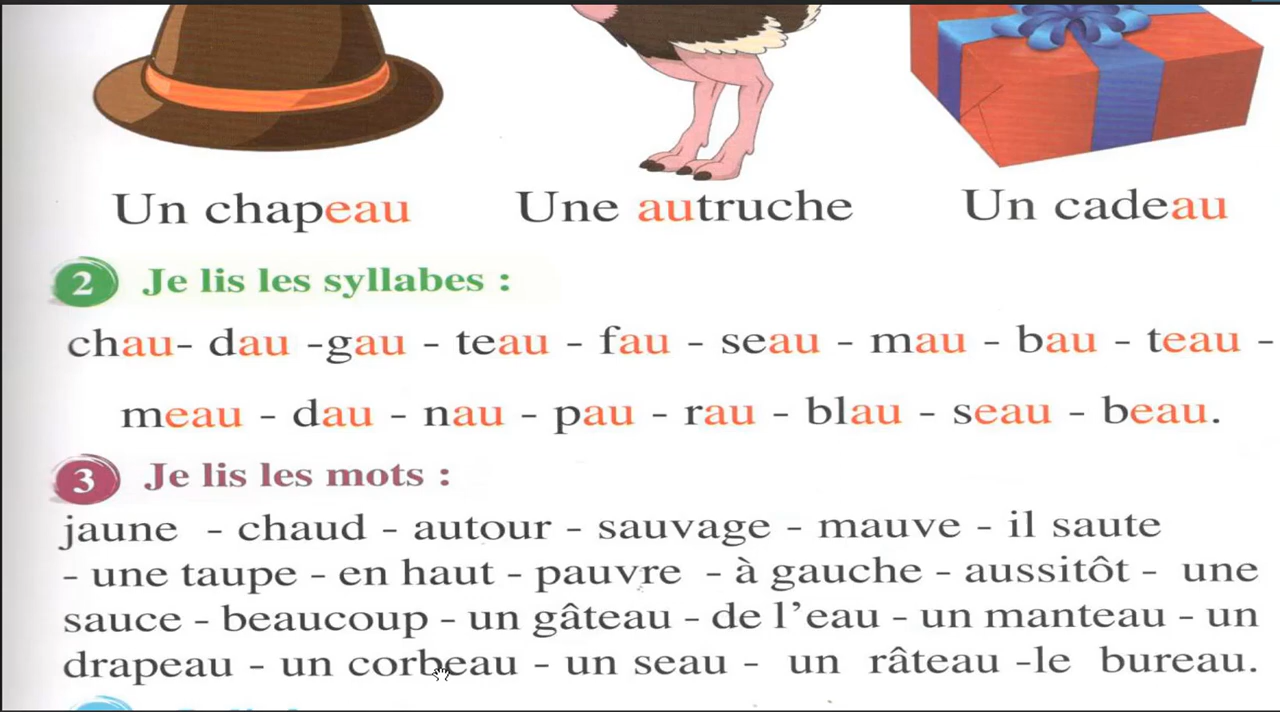 Un chapeau Une autruche Un cadeau
2 Je lis les syllabes :
chau- dau -gau - teau - fau - seau - mau - bau - teau -
meau - dau - nau - pau - rau - blau - seau - beau.
3 Je lis les mots :
jaune - chaud - autour - sauvage - mauve - il saute
- une taupe - en haut - pauvre - à gauche - aussitôt - une
sauce - beaucoup - un gâteau - de l'eau - un manteau - un
drapeau - un corbeau - un seau - un râteau -le bureau.